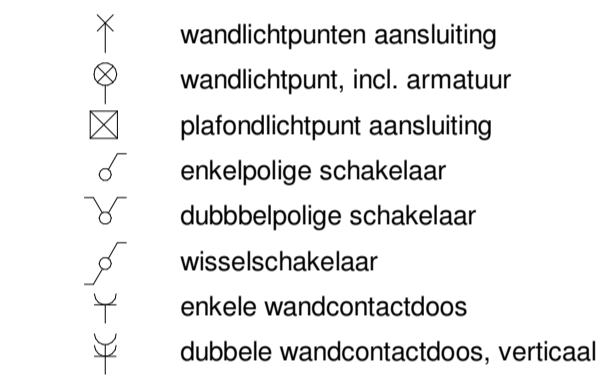 wandlichtpunten aansluiting
wandlichtpunt, incl. armatuur
plafondlichtpunt aansluiting
enkelpolige schakelaar
dubbbelpolige schakelaar
wisselschakelaar
enkele wandcontactdoos
dubbele wandcontactdoos, verticaal